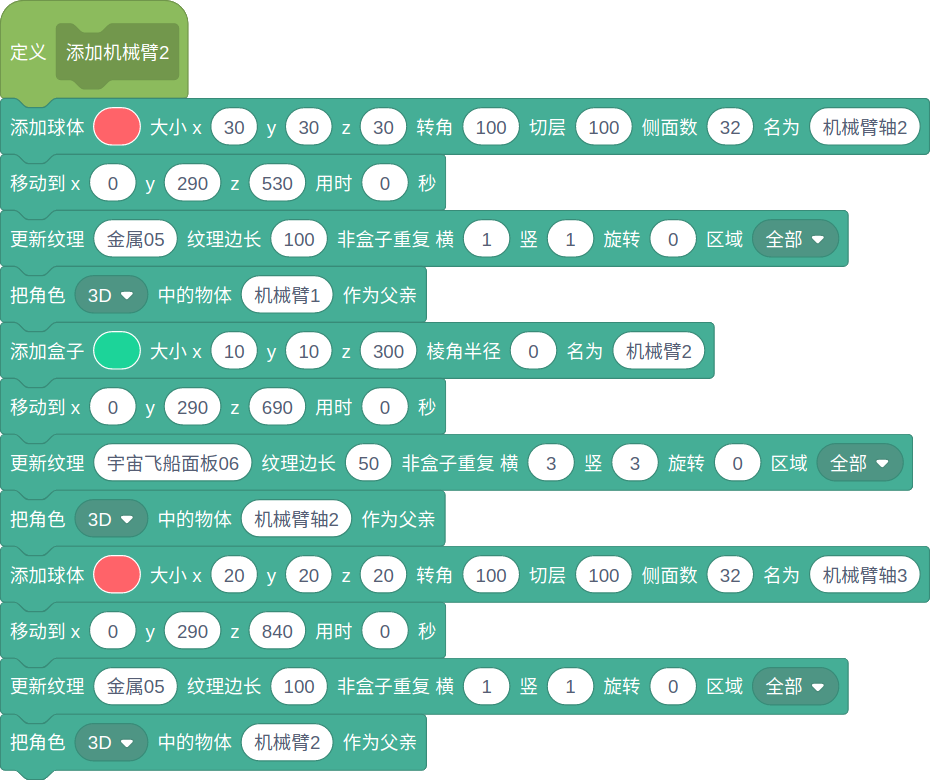 定义 添加机械臂2
添加球体 大小 x 30 y 30 z 30 转角 100 切层 100 侧面数 32 名为 机械臂轴2
移动到 x 0 y 290 z 530 用时 0 秒
更新纹理 金属05 纹理边长 100 非盒子重复 横 1 竖 1 旋转 0 区域 全部
把角色 3D 中的物体 机械臂1 作为父亲
添加盒子 大小 x 10 y 10 z 300 棱角半径 0 名为 机械臂2
移动到 x 0 y 290 z 690 用时 0 秒
更新纹理 宇宙飞船面板06 纹理边长 50 非盒子重复 横 3 竖 3 旋转 0 区域 全部
把角色 3D 中的物体 机械臂轴2 作为父亲
添加球体 大小 x 20 y 20 z 20 转角 100 切层 100 侧面数 32 名为 机械臂轴3
移动到 x 0 y 290 z 840 用时 0 秒
更新纹理 金属05 纹理边长 100 非盒子重复 横 1 竖 1 旋转 0 区域 全部
把角色 3D 中的物体 机械臂2 作为父亲